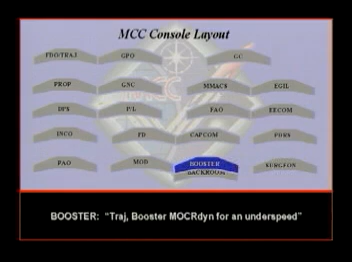 MCC Console Layout
FDO/TRAJ GPO GC
PROP GNC MMACS EGIL
DPS P/L FAO EECOM
INCO FD CAPCOM PDRS
PAO MOD BOOSTER SURGEON
BACKROOM
BOOSTER: "Traj, Booster MOCRdyn for an underspeed"